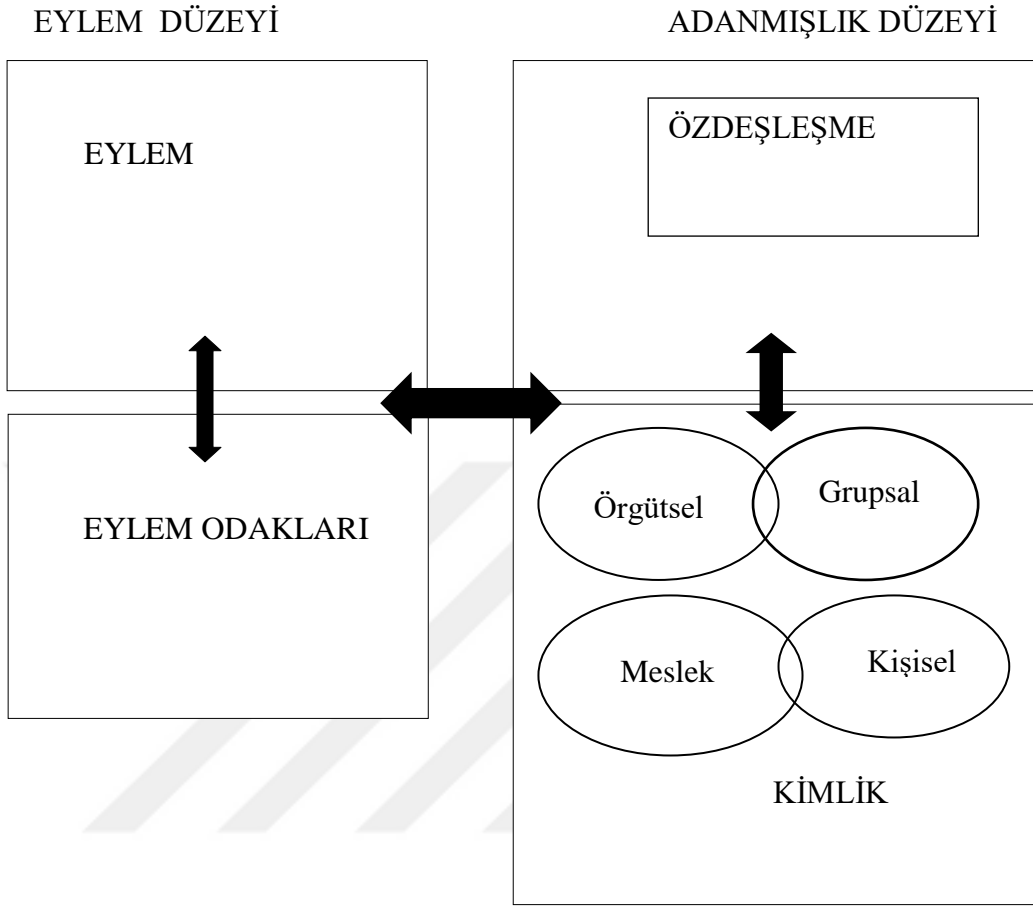 EYLEM DÜZEYİ
ADANMIŞLIK DÜZEYİ
EYLEM
ÖZDEŞLEŞME
EYLEM ODAKLARI
Örgütsel
Grupsal
Meslek
Kişisel
KİMLİK